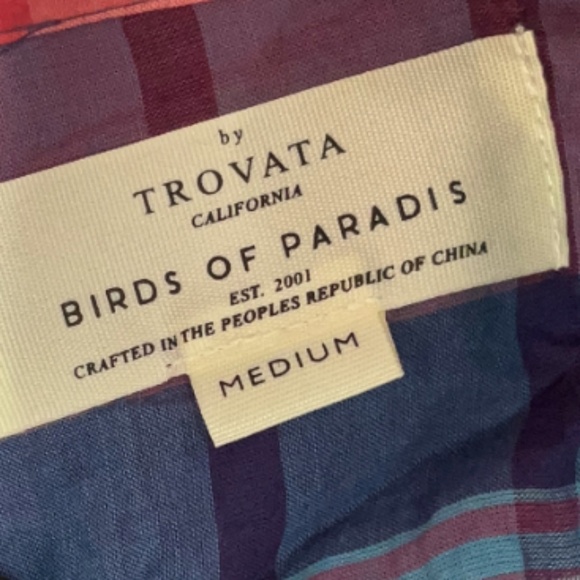 by
TROVATA
CALIFORNIA
BIRDS OF PARADIS
EST. 2001
CRAFTED IN THE PEOPLES REPUBLIC OF CHINA
MEDIUM